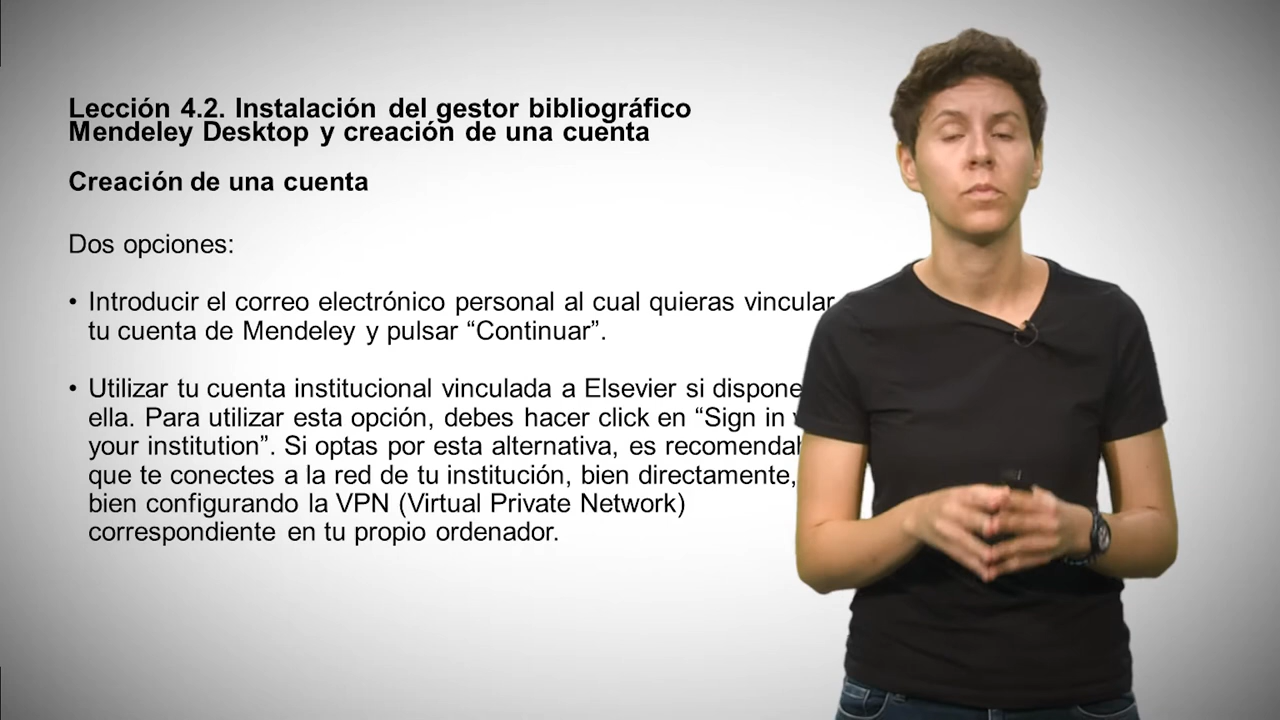 Lección 4.2. Instalación del gestor bibliográfico
Mendeley Desktop y creación de una cuenta
Creación de una cuenta
Dos opciones:
• Introducir el correo electrónico personal al cual quieras vincular
tu cuenta de Mendeley y pulsar “Continuar”.
• Utilizar tu cuenta institucional vinculada a Elsevier si
ella. Para utilizar esta opción, debes hacer click en “Sign in
your institution”. Si optas por esta alternativa, es
que te conectes a la red de tu institución, bien directamente,
bien configurando la VPN (Virtual Private Network)
correspondiente en tu propio ordenador.